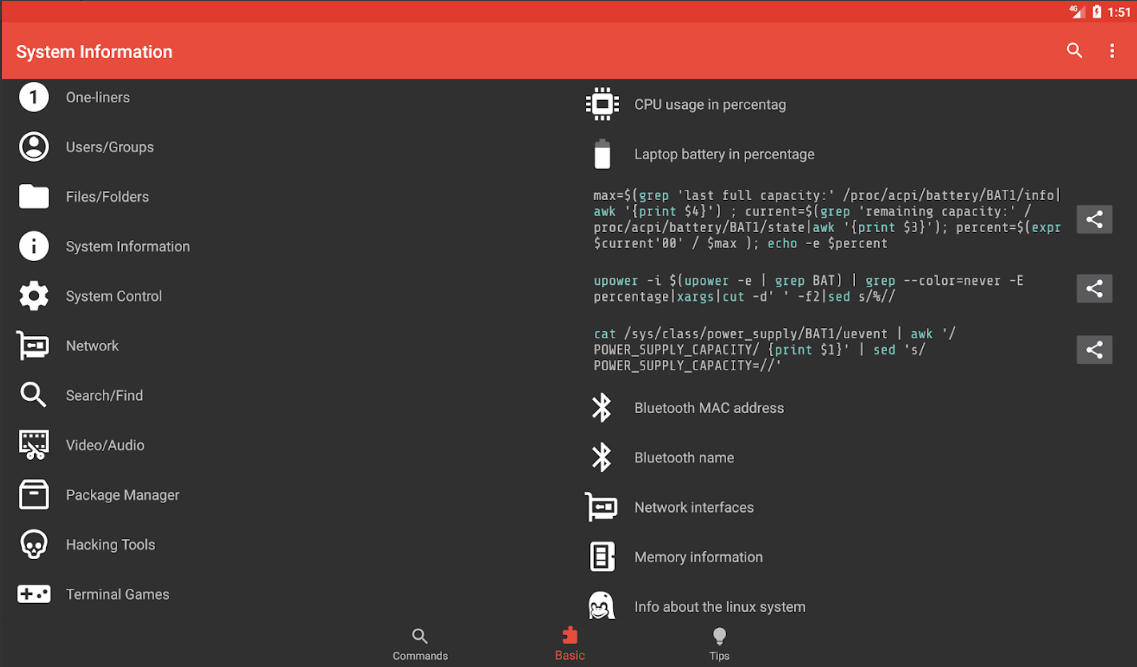 4G 1:51
System Information
One-liners
Users/Groups
Files/Folders
System Information
System Control
Network
Search/Find
Video/Audio
Package Manager
Hacking Tools
Terminal Games
CPU usage in percentag
Laptop battery in percentage
max=$(grep 'last full capacity:' /proc/acpi/battery/BAT1/info|
awk '{print $4}') ; current=$(grep 'remaining capacity:' /
proc/acpi/battery/BAT1/state|awk '{print $3}'); percent=$(expr
$current'00' / $max ); echo -e $percent
upower -i $(upower -e | grep BAT) | grep --color=never -E
percentage|xargs|cut -d' ' -f2|sed s/%//
cat /sys/class/power_supply/BAT1/uevent | awk '/
POWER_SUPPLY_CAPACITY/ {print $1}' | sed 's/
POWER_SUPPLY_CAPACITY=//'
Bluetooth MAC address
Bluetooth name
Network interfaces
Memory information
Info about the linux system
Commands
Basic
Tips